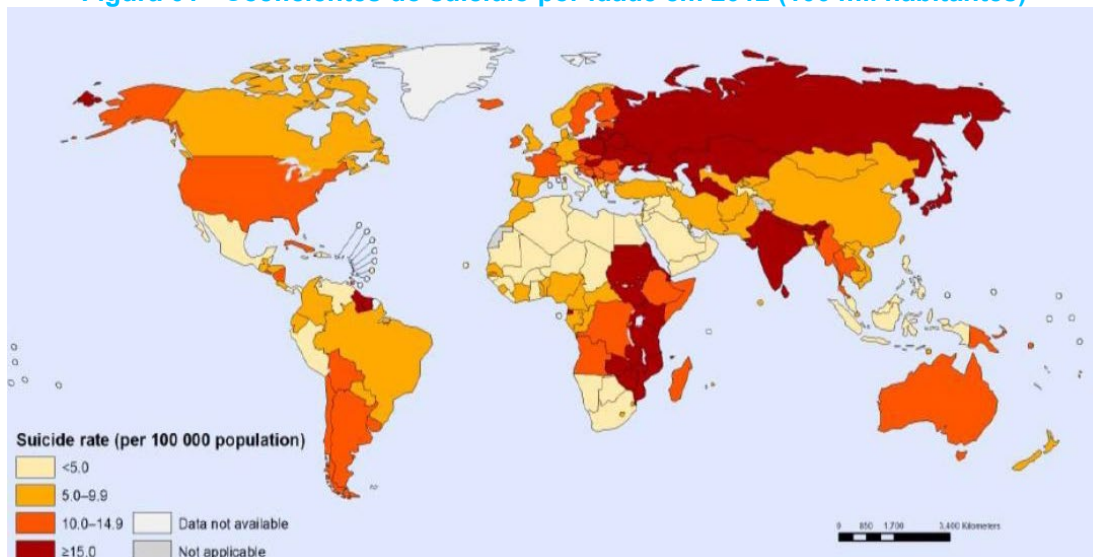 Figura 01 - Coeficientes de suicídio por idade em 2012 (100 mil habitantes)
Suicide rate (per 100 000 population)
<5.0
5.0–9.9
10.0–14.9 Data not available
≥15.0 Not applicable
0 850 1,700 3,400 Kilometers